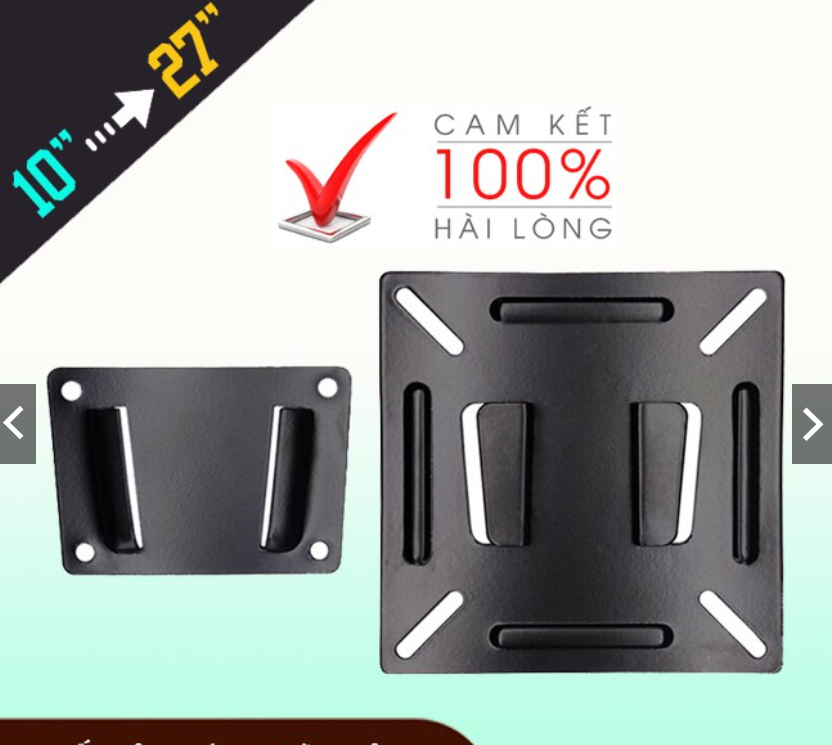 10”
27”
CAM KẾT
100%
HÀI LÒNG